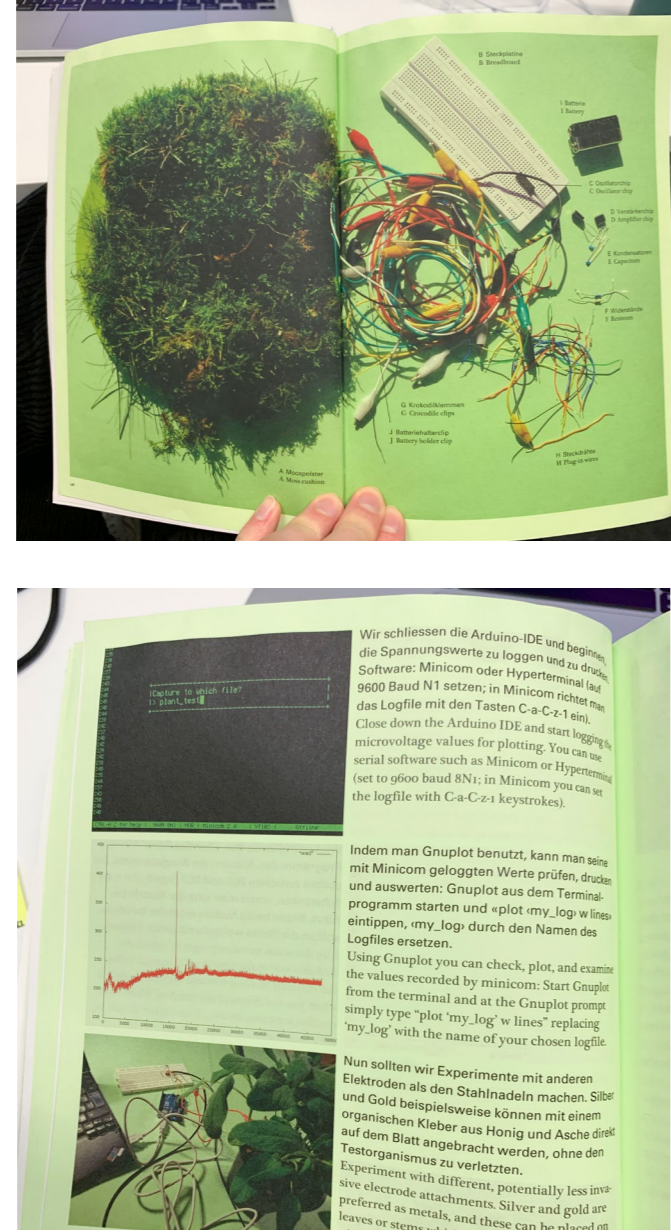 B Steckplatine
B Breadboard
I Batterie
I Battery
C Oszillatorchip
C Oscillator chip
D Verstärkerchip
D Amplifier chip
E Kondensatoren
E Capacitors
F Widerstände
F Resistors
G Krokodilklemmen
G Crocodile clips
J Batteriehalterclip
J Battery holder clip
H Steckdrähte
H Plug-in wires
A Moospolster
A Moss cushion
Capture to which file?
> plant_test
Wir schliessen die Arduino-IDE und beginnen,
die Spannungswerte zu loggen und zu drucken.
Software: Minicom oder Hyperterminal (auf
9600 Baud N1 setzen; in Minicom richtet man
das Logfile mit den Tasten C-a-C-z-1 ein).
Close down the Arduino IDE and start logging the
microvoltage values for plotting. You can use
serial software such as Minicom or Hyperterminal
(set to 9600 baud 8N1; in Minicom you can set
the logfile with C-a-C-z-1 keystrokes).
Indem man Gnuplot benutzt, kann man seine
mit Minicom geloggten Werte prüfen, drucken
und auswerten: Gnuplot aus dem Terminal-
programm starten und «plot ‹my_log› w lines»
eintippen, ‹my_log› durch den Namen des
Logfiles ersetzen.
Using Gnuplot you can check, plot, and examine
the values recorded by minicom: Start Gnuplot
from the terminal and at the Gnuplot prompt
simply type "plot 'my_log' w lines" replacing
'my_log' with the name of your chosen logfile.
Nun sollten wir Experimente mit anderen
Elektroden als den Stahlnadeln machen. Silber
und Gold beispielsweise können mit einem
organischen Kleber aus Honig und Asche direkt
auf dem Blatt angebracht werden, ohne den
Testorganismus zu verletzten.
Experiment with different, potentially less inva-
sive electrode attachments. Silver and gold are
preferred as metals, and these can be placed on
leaves or stems